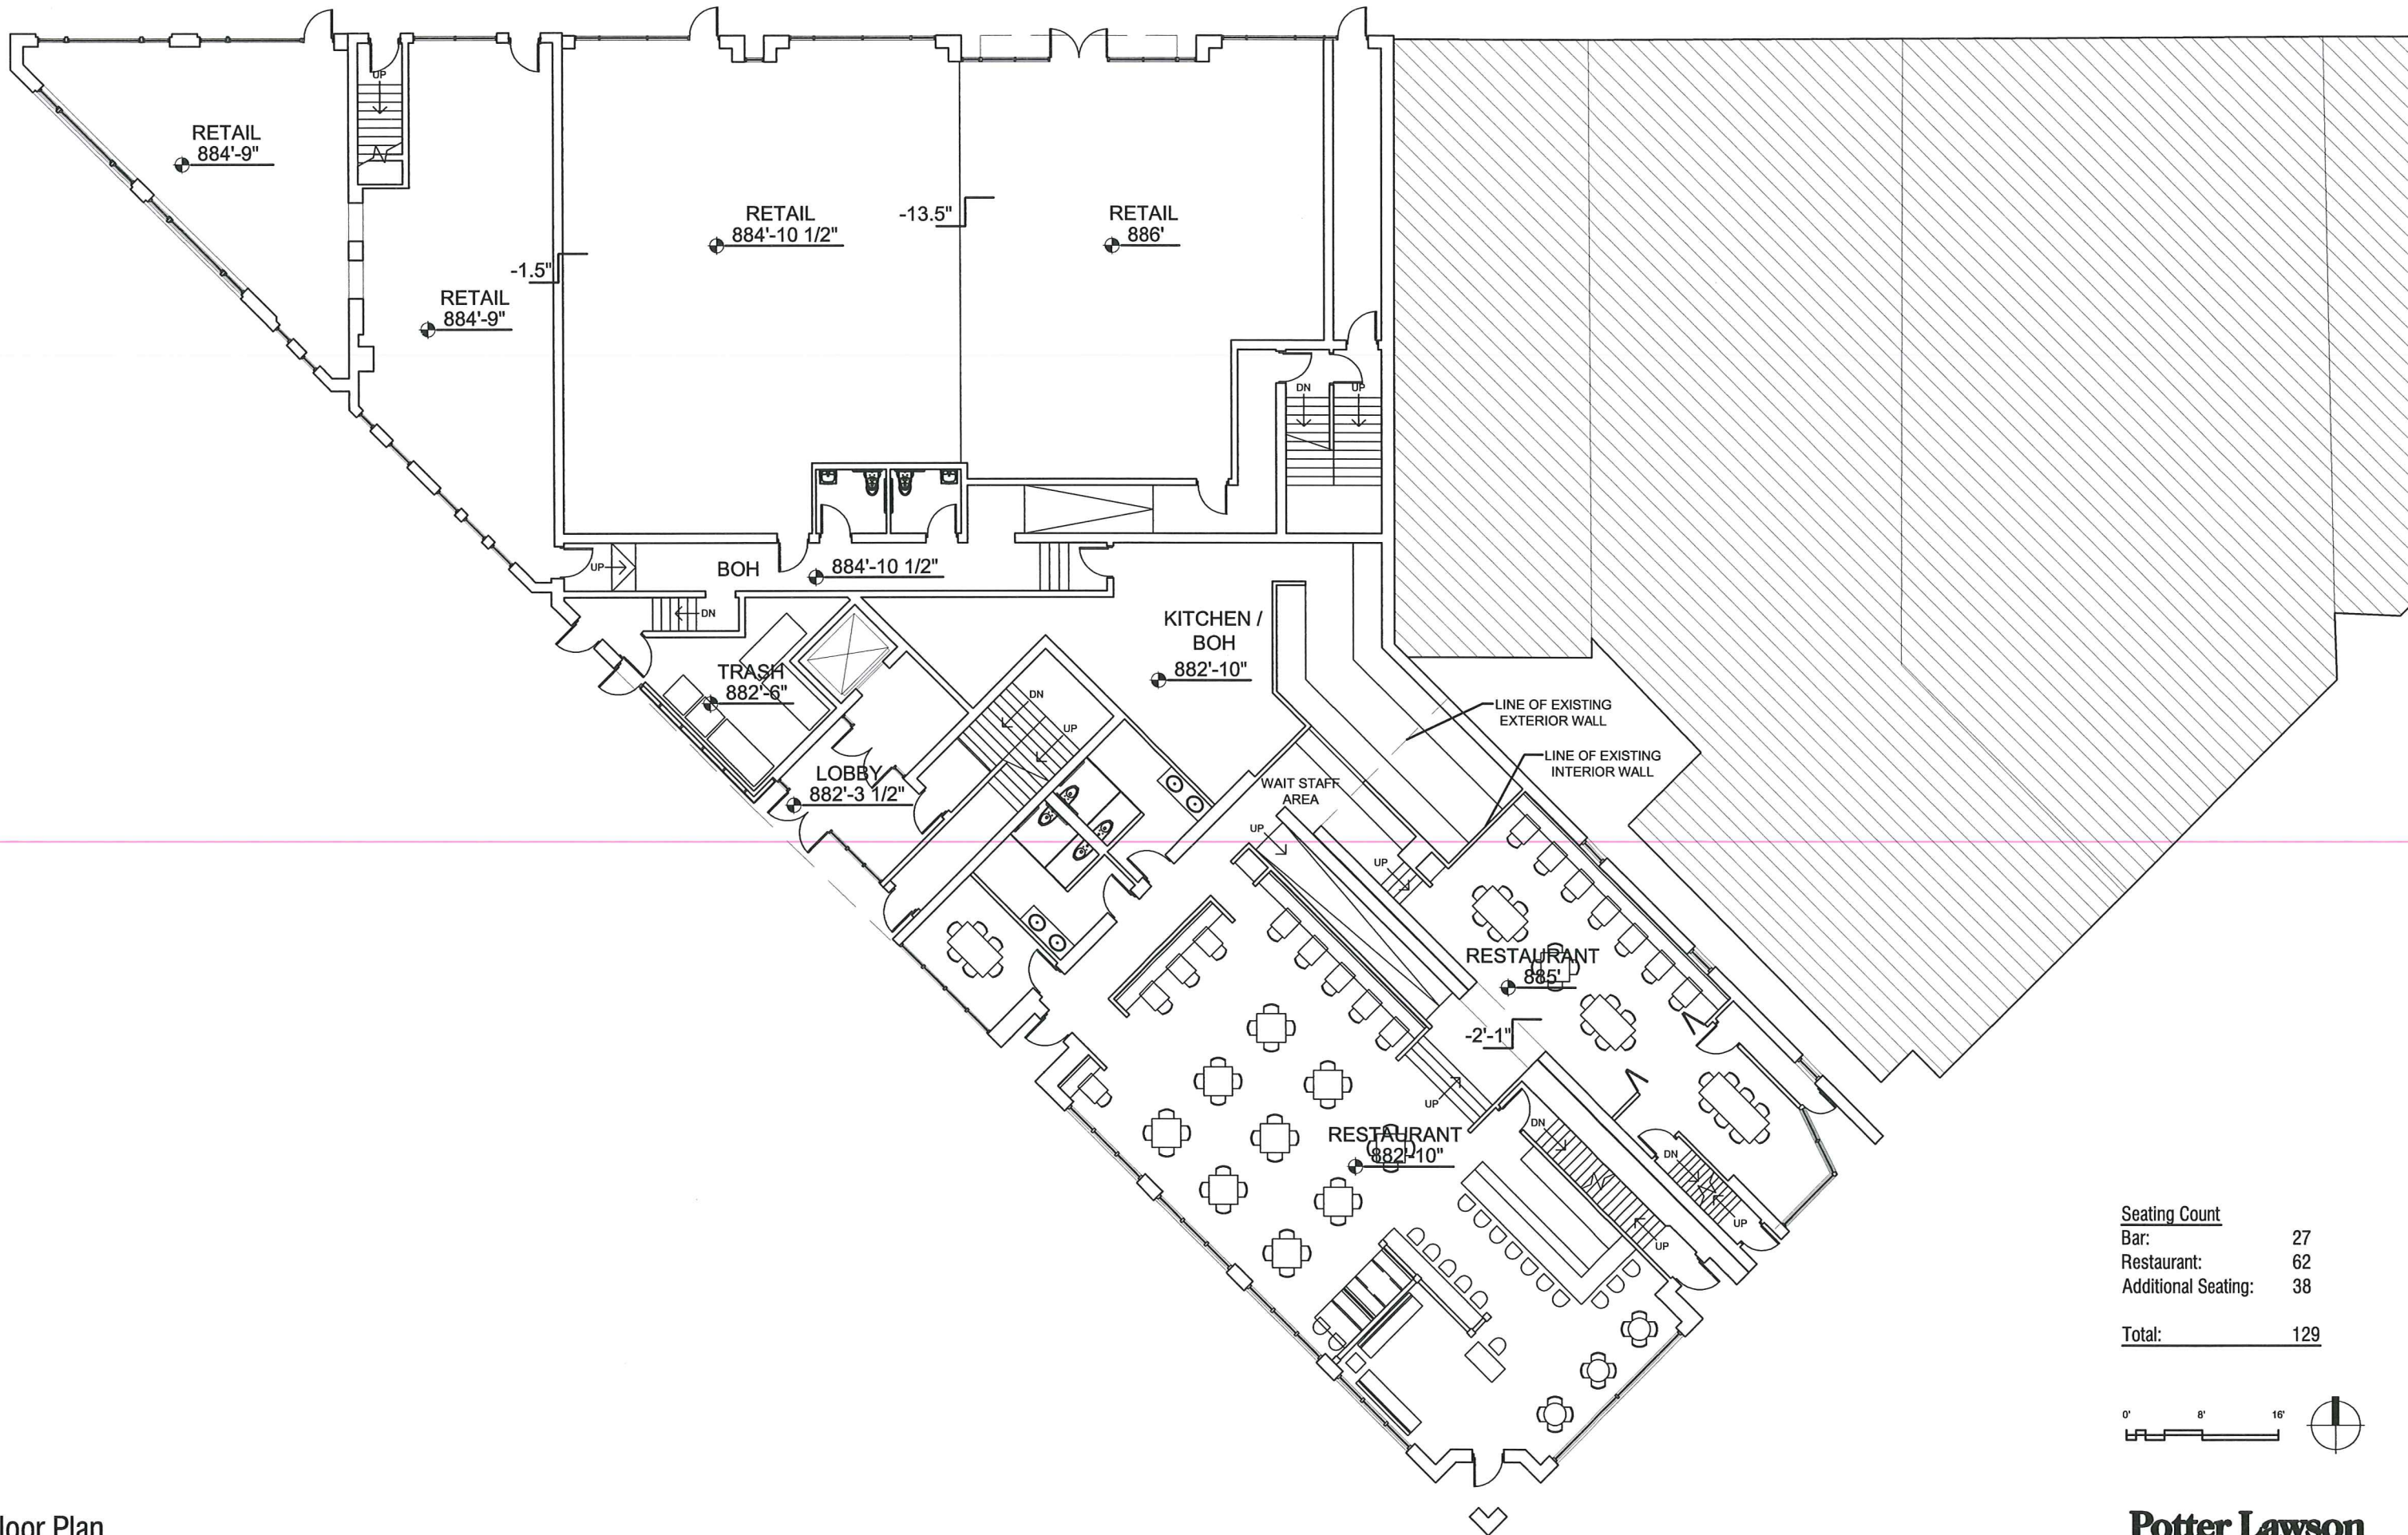 UP
RETAIL
884'-9"
RETAIL
884'-10 1/2"
-13.5"
RETAIL
886'
-1.5"
RETAIL
884'-9"
DN
UP
UP
BOH
884'-10 1/2"
DN
KITCHEN /
BOH
882'-10"
TRASH
882'-6"
DN
UP
LINE OF EXISTING
EXTERIOR WALL
LINE OF EXISTING
INTERIOR WALL
LOBBY
882'-3 1/2"
WAIT STAFF
AREA
UP
UP
RESTAURANT
885'
-2'-1"
UP
RESTAURANT
882'-10"
DN
DN
UP
UP
Seating Count
Bar: 27
Restaurant: 62
Additional Seating: 38
Total: 129
0' 8' 16'
loor Plan
Potter Lawson